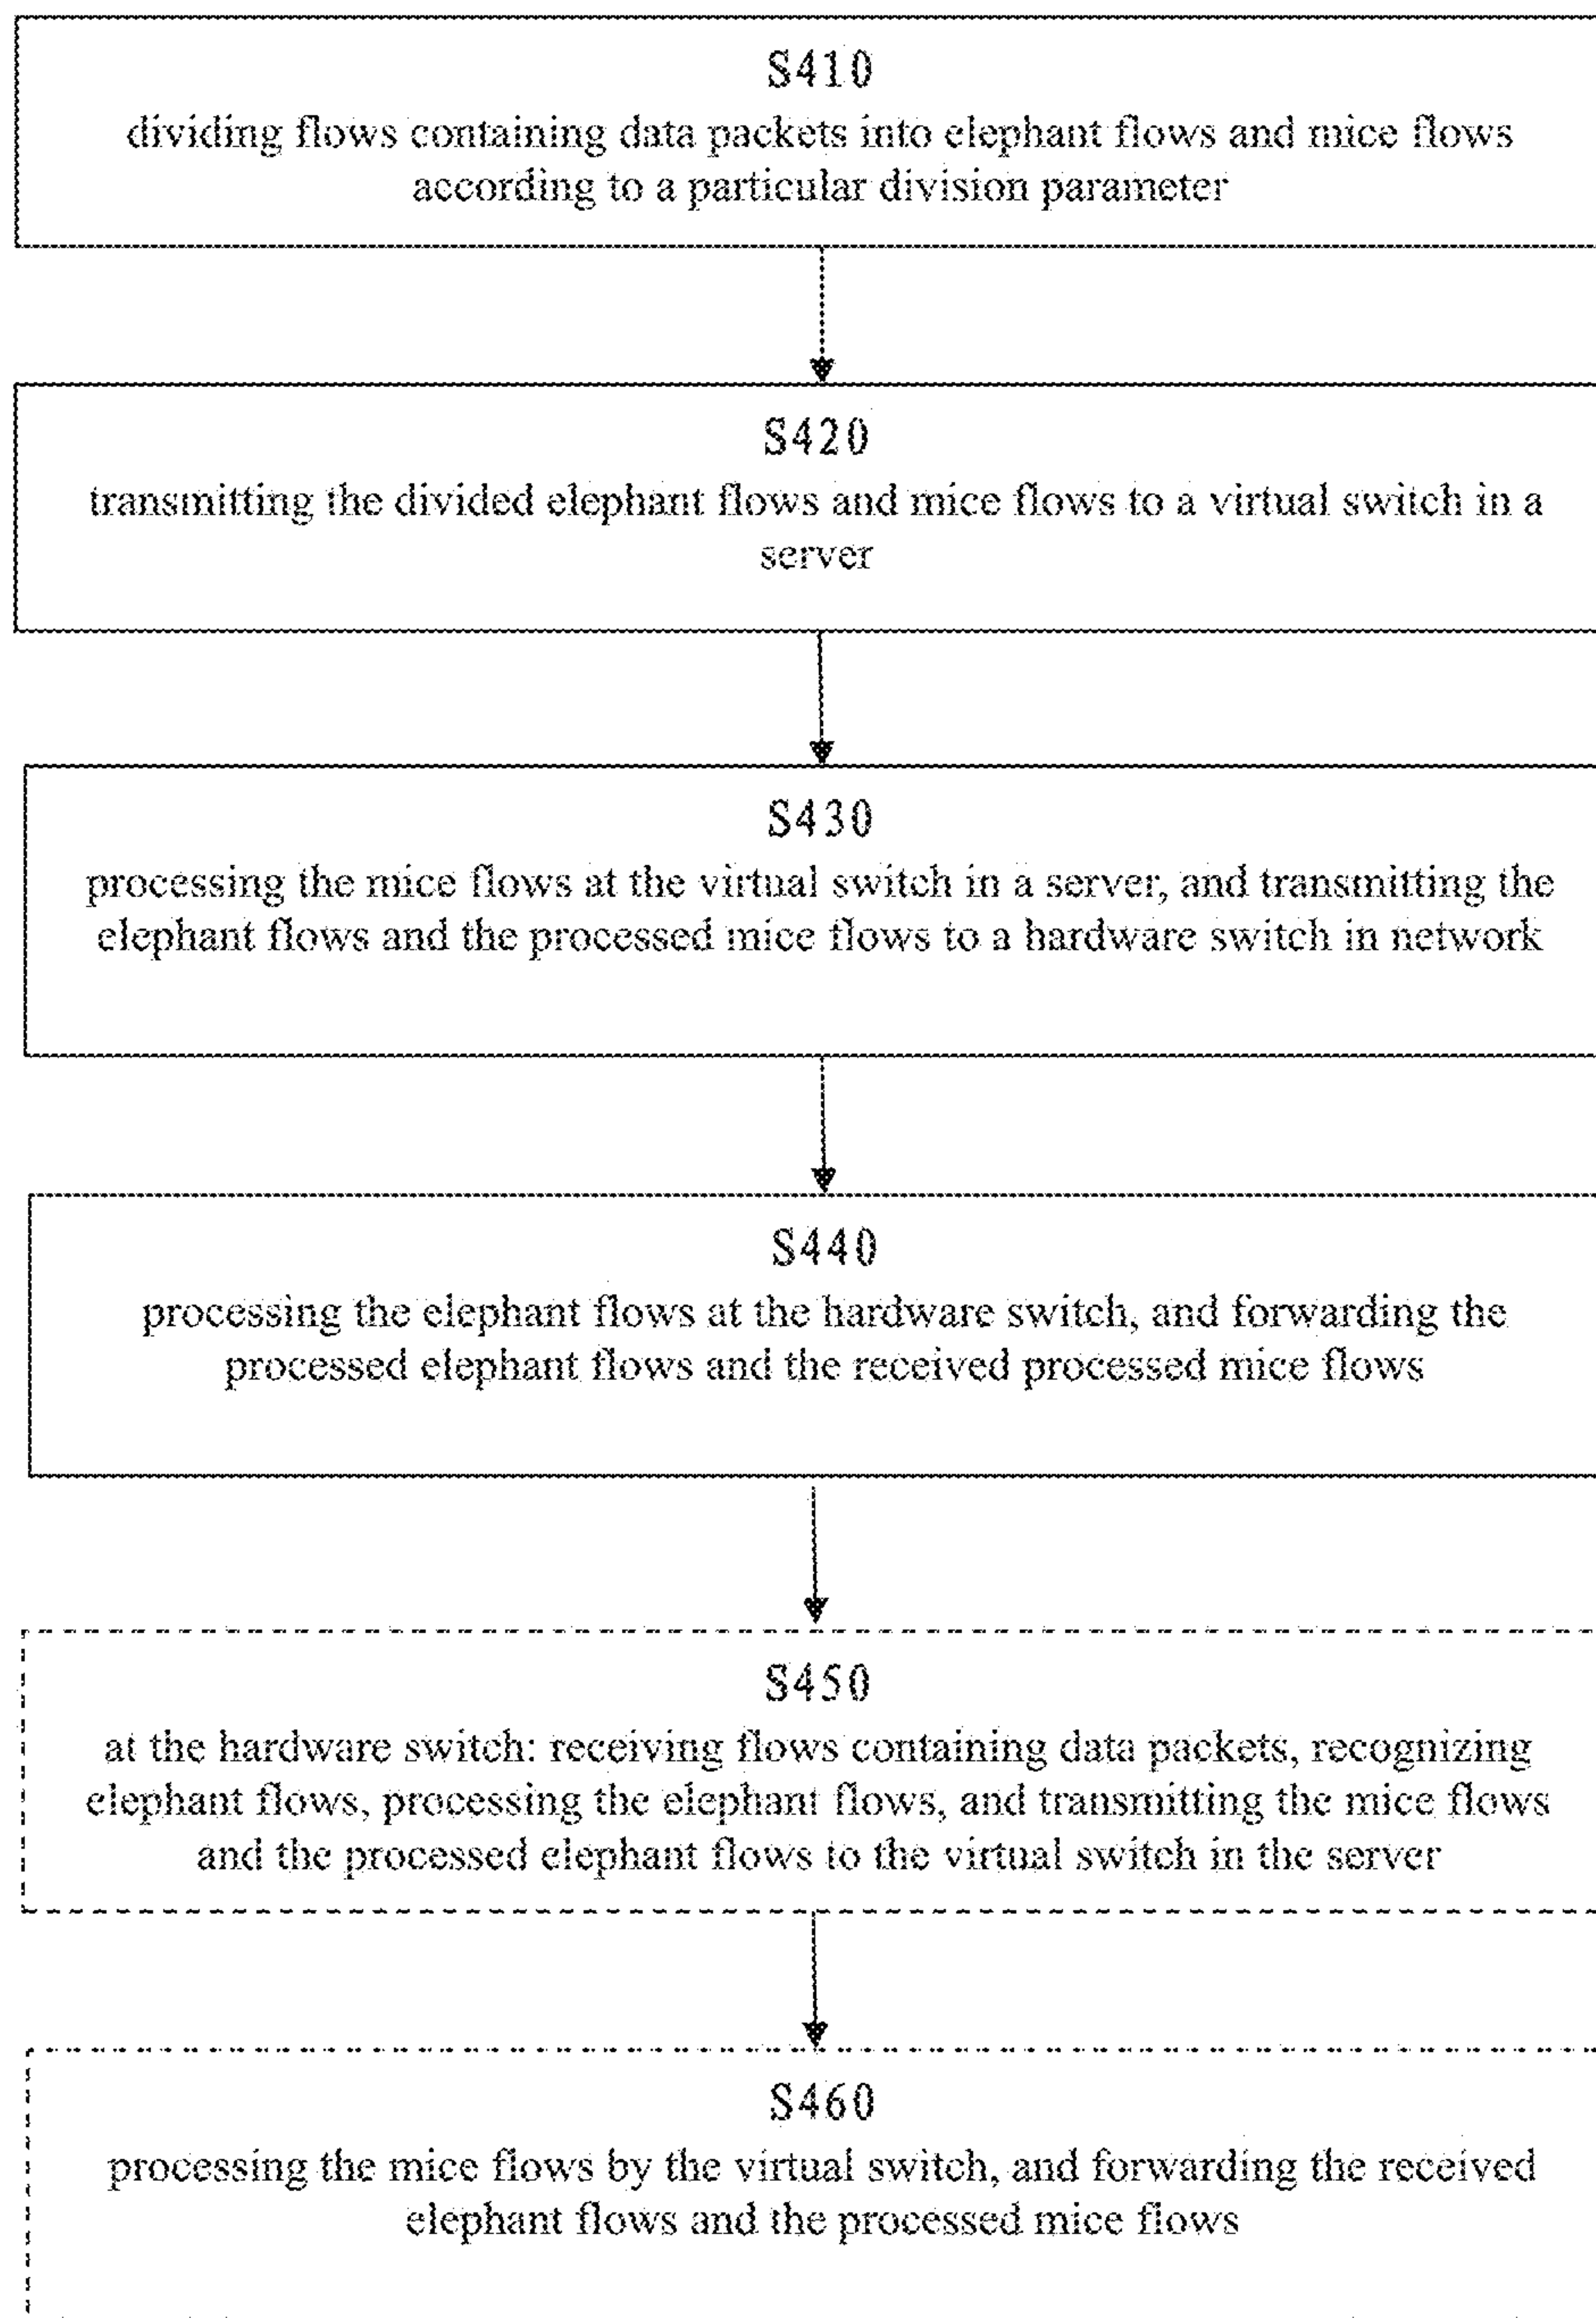 S410
dividing flows containing data packets into elephant flows and mice flows
according to a particular division parameter
S420
transmitting the divided elephant flows and mice flows to a virtual switch in a
server
S430
processing the mice flows at the virtual switch in a server, and transmitting the
elephant flows and the processed mice flows to a hardware switch in network
S440
processing the elephant flows at the hardware switch, and forwarding the
processed elephant flows and the received processed mice flows
S450
at the hardware switch: receiving flows containing data packets, recognizing
elephant flows, processing the elephant flows, and transmitting the mice flows
and the processed elephant flows to the virtual switch in the server
S460
processing the mice flows by the virtual switch, and forwarding the received
elephant flows and the processed mice flows